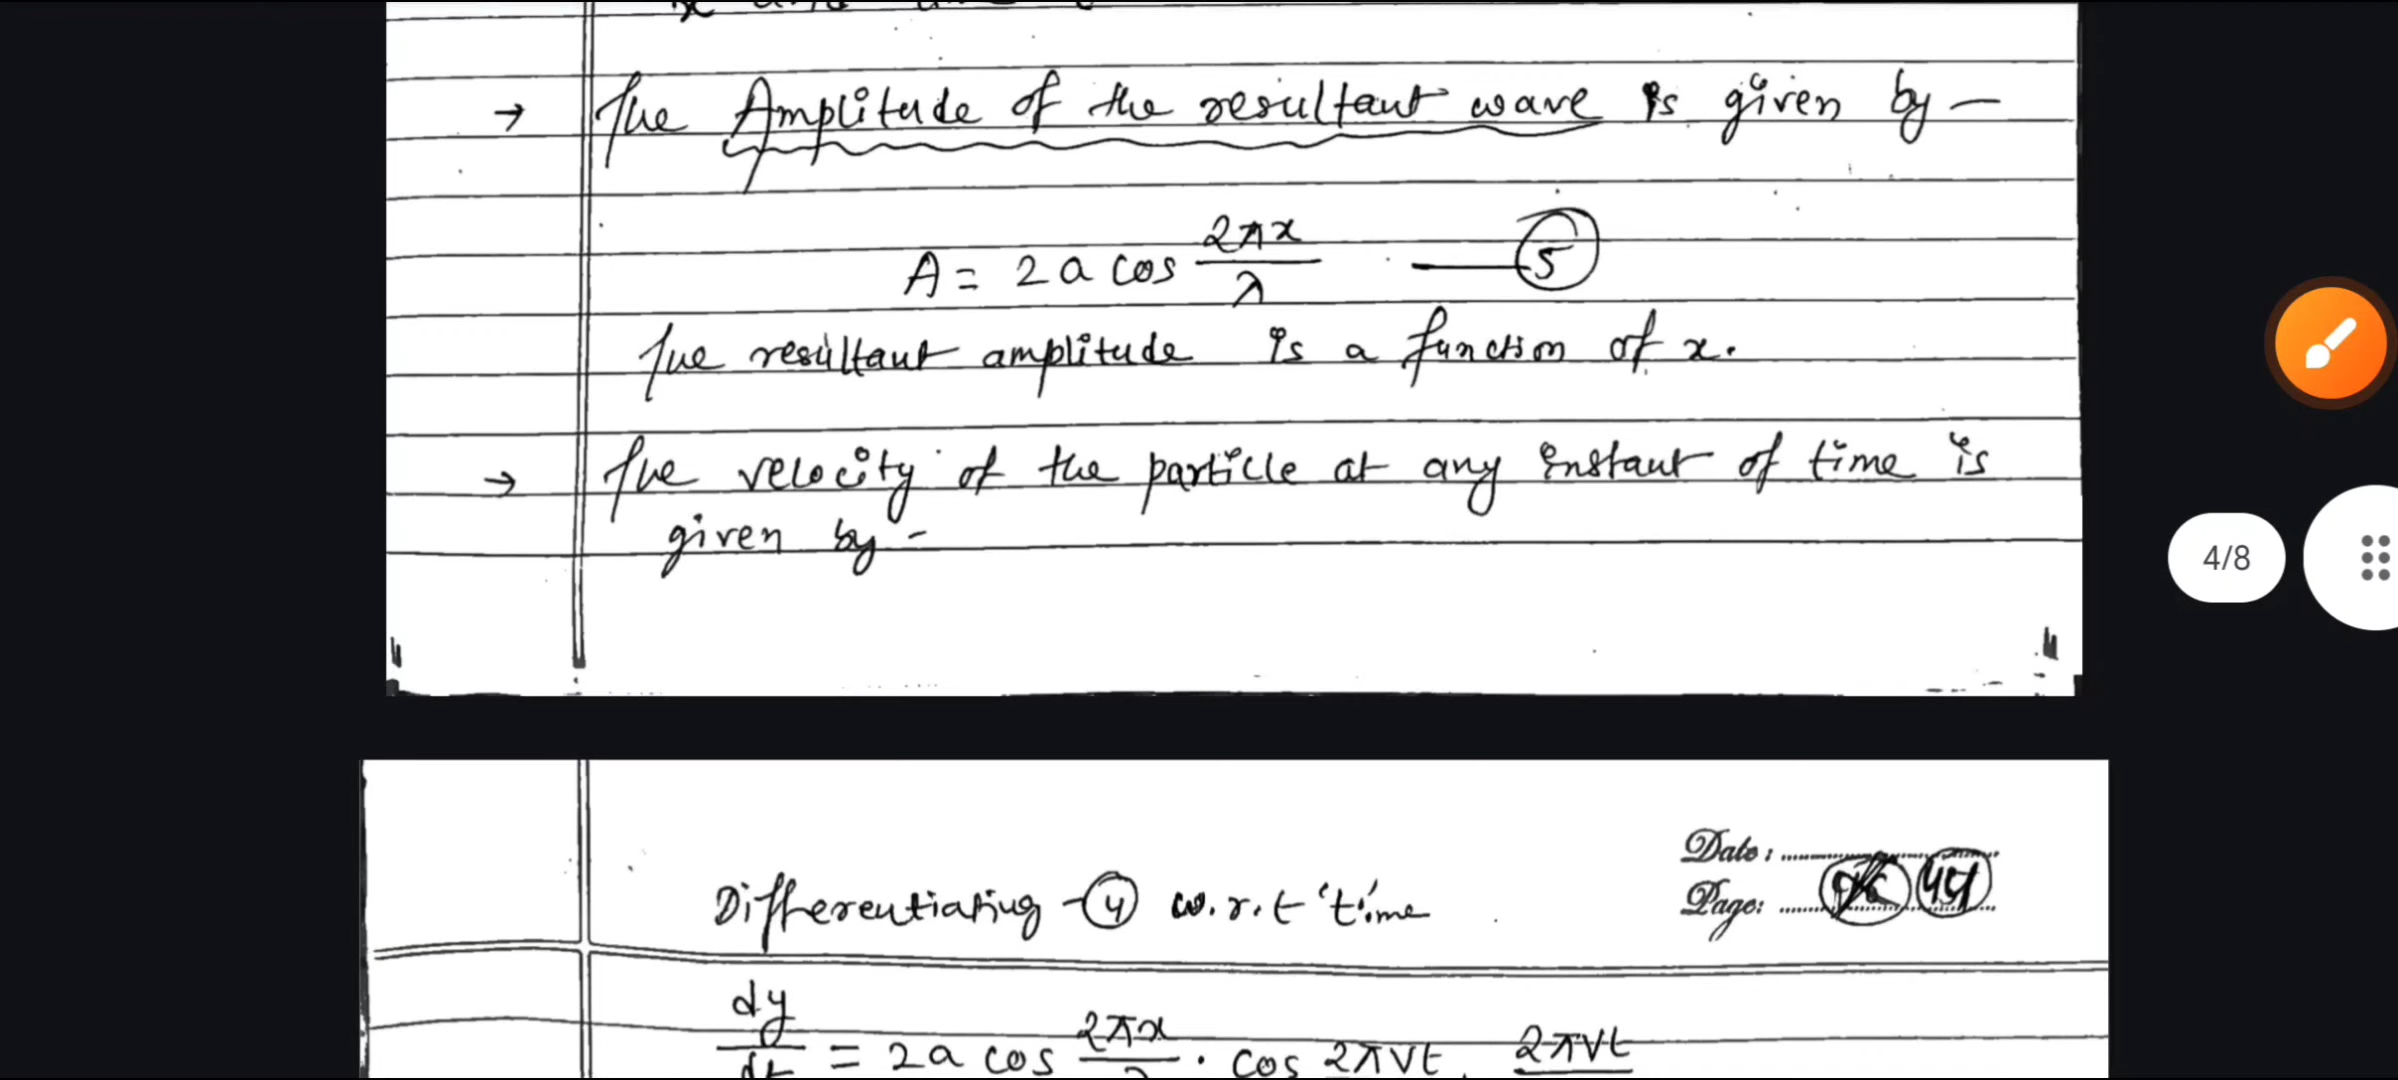 → The Amplitude of the resultant wave is given by —
A = 2 a cos 2πx/λ —— 5
The resultant amplitude is a function of x.
→ The velocity of the particle at any instant of time is
given by -
4/8
Date:
Page: 44
Differentiating - 4 w.r.t 'time
dy/dt = 2a cos 2πx/λ . cos 2πvt . 2πvt